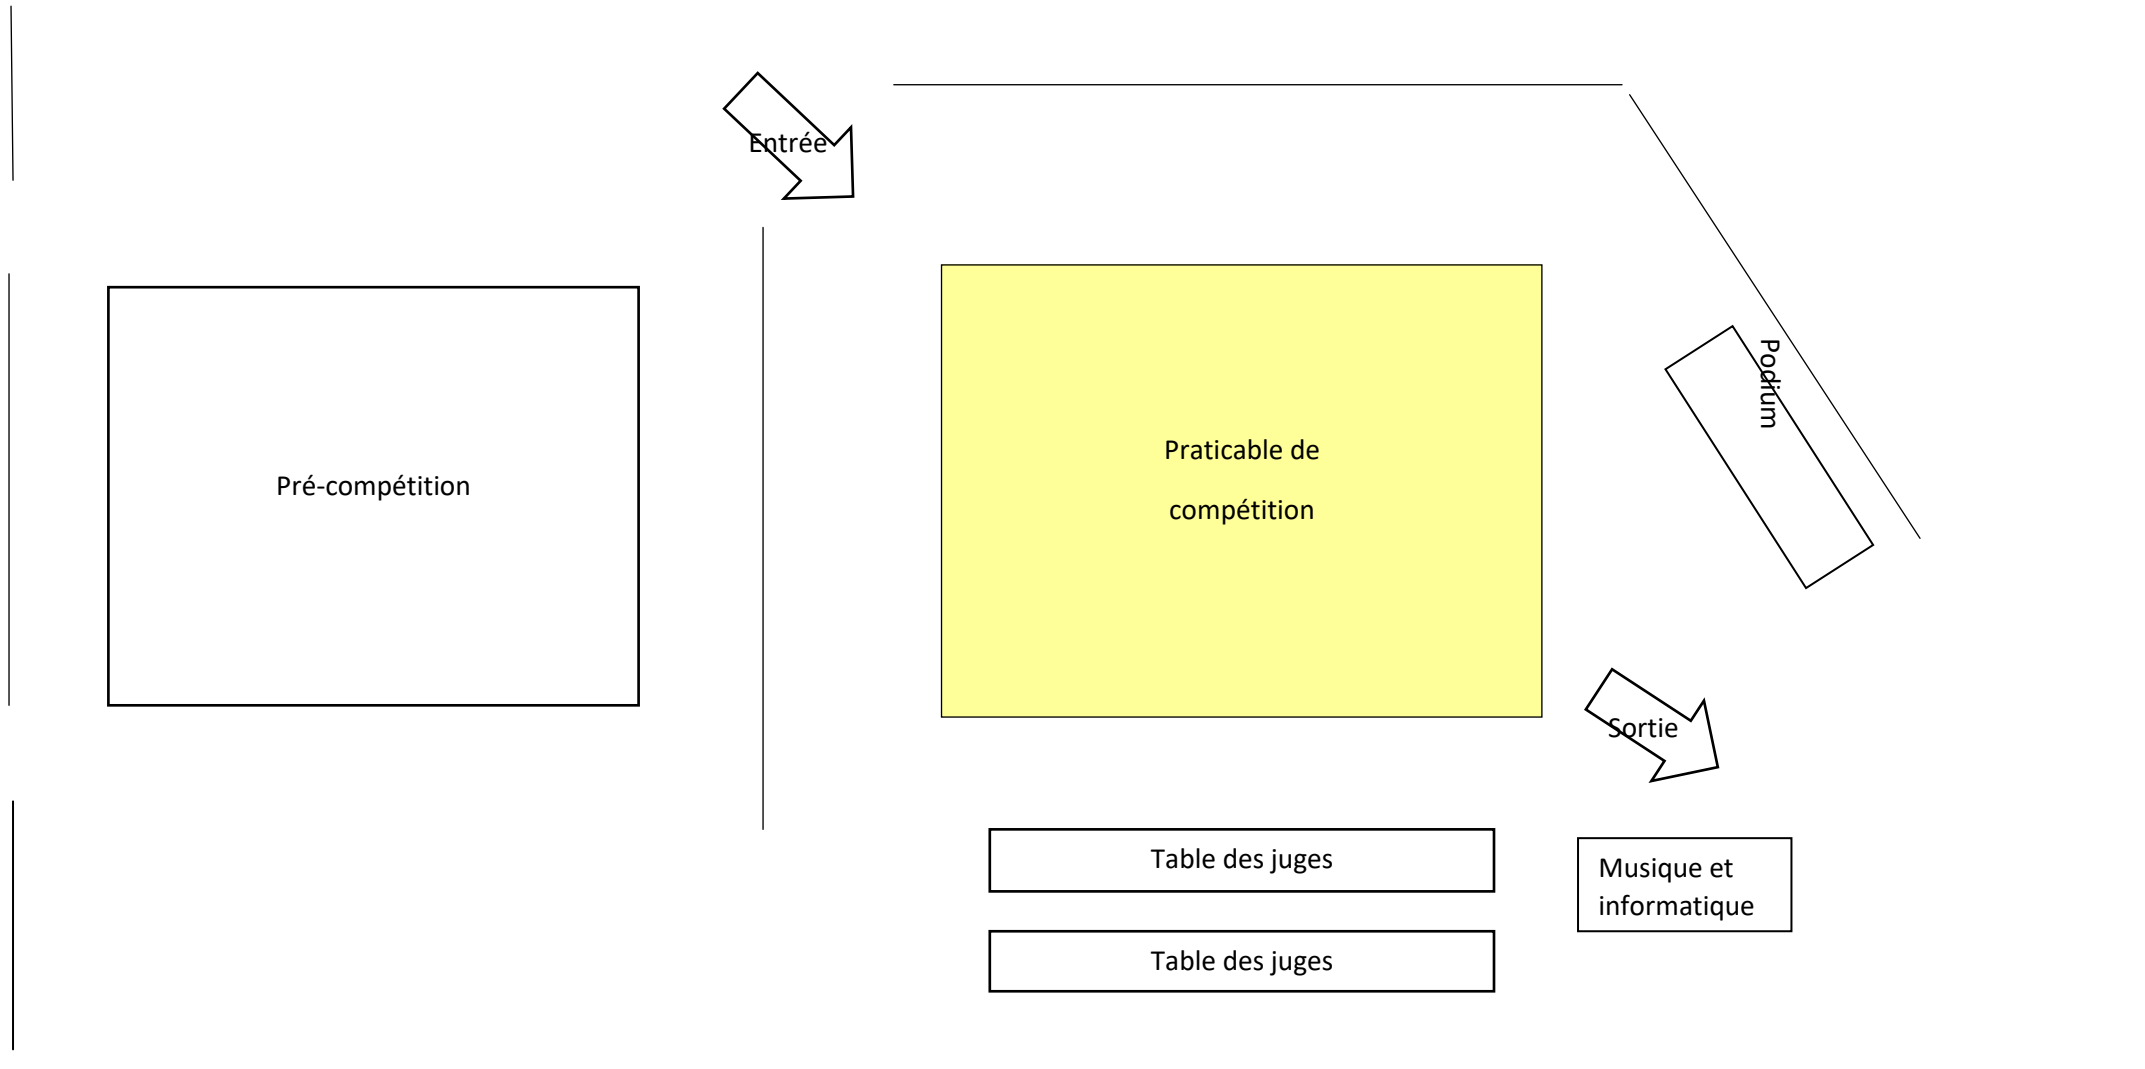 Entrée
Podium
Pré-compétition
Praticable de
compétition
Sortie
Table des juges
Musique et
informatique
Table des juges